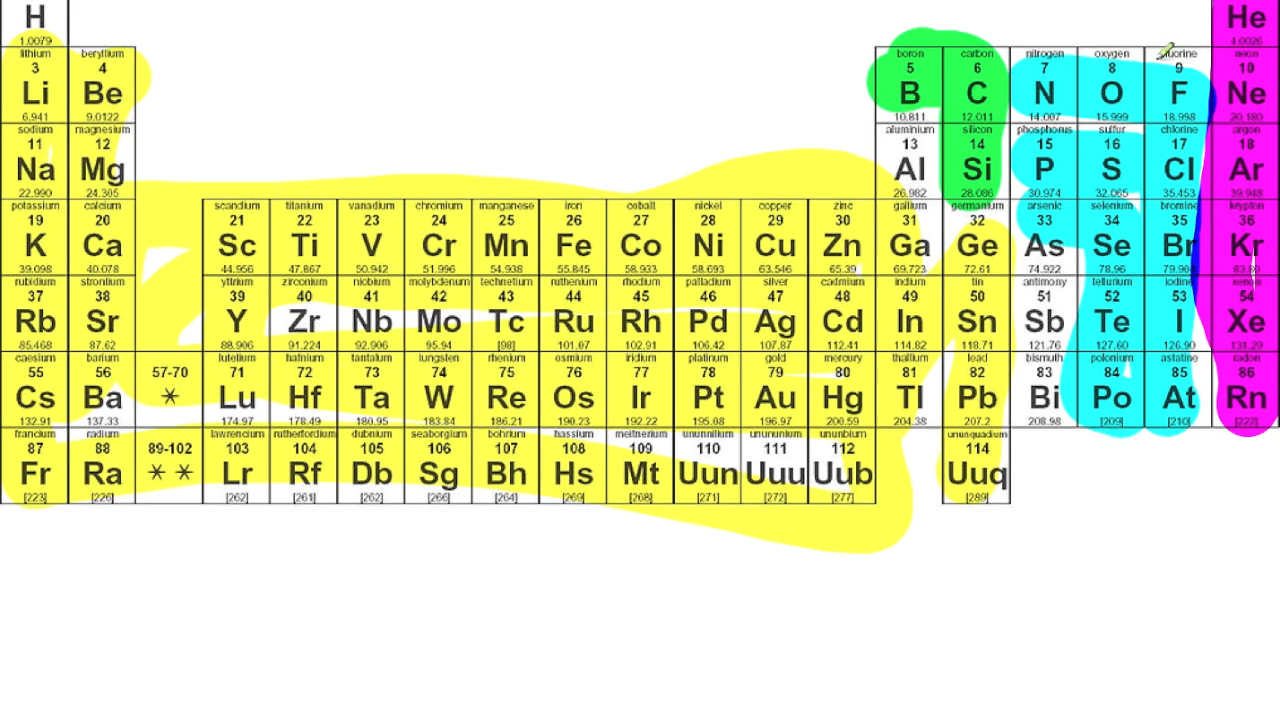 H He
1.0079 4.0026
lithium beryllium boron carbon nitrogen oxygen fluorine neon
3 4 5 6 7 8 9 10
Li Be B C N O F Ne
6.941 9.0122 10.811 12.011 14.007 15.999 18.998 20.180
sodium magnesium aluminium silicon phosphorus sulfur chlorine argon
11 12 13 14 15 16 17 18
Na Mg Al Si P S Cl Ar
22.990 24.305 26.982 28.086 30.974 32.065 35.453 39.948
potassium calcium scandium titanium vanadium chromium manganese iron cobalt nickel copper zinc gallium germanium arsenic selenium bromine krypton
19 20 21 22 23 24 25 26 27 28 29 30 31 32 33 34 35 36
K Ca Sc Ti V Cr Mn Fe Co Ni Cu Zn Ga Ge As Se Br Kr
39.098 40.078 44.956 47.867 50.942 51.996 54.938 55.845 58.933 58.693 63.546 65.39 69.723 72.61 74.922 78.96 79.904 83.80
rubidium strontium yttrium zirconium niobium molybdenum technetium ruthenium rhodium palladium silver cadmium indium tin antimony tellurium iodine xenon
37 38 39 40 41 42 43 44 45 46 47 48 49 50 51 52 53 54
Rb Sr Y Zr Nb Mo Tc Ru Rh Pd Ag Cd In Sn Sb Te I Xe
85.468 87.62 88.906 91.224 92.906 95.94 [98] 101.07 102.91 106.42 107.87 112.41 114.82 118.71 121.76 127.60 126.90 131.29
caesium barium lutetium hafnium tantalum tungsten rhenium osmium iridium platinum gold mercury thallium lead bismuth polonium astatine radon
55 56 57-70 71 72 73 74 75 76 77 78 79 80 81 82 83 84 85 86
Cs Ba * Lu Hf Ta W Re Os Ir Pt Au Hg Tl Pb Bi Po At Rn
132.91 137.33 174.97 178.49 180.95 183.84 186.21 190.23 192.22 195.08 196.97 200.59 204.38 207.2 208.98 [209] [210] [222]
francium radium lawrencium rutherfordium dubnium seaborgium bohrium hassium meitnerium ununnilium unununium ununbium ununquadium
87 88 89-102 103 104 105 106 107 108 109 110 111 112 114
Fr Ra * * Lr Rf Db Sg Bh Hs Mt Uun Uuu Uub Uuq
[223] [226] [262] [261] [262] [266] [264] [269] [268] [271] [272] [277] [289]